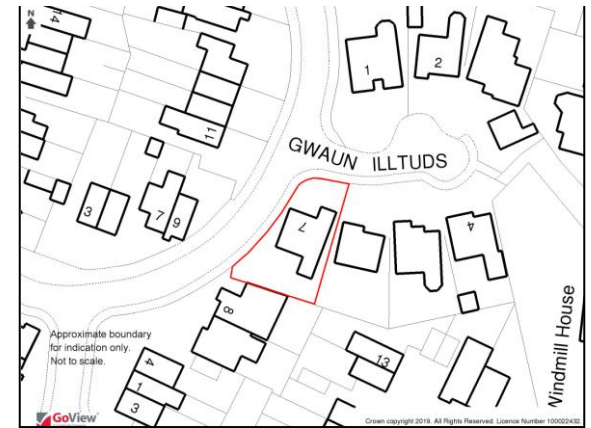 N
14
1
2
11
GWAUN ILLTUDS
3
7
9
7
4
8
Windmill House
Approximate boundary
for indication only.
Not to scale.
13
4
1
3
GoView
Crown copyright 2019. All Rights Reserved. Licence Number 100022432